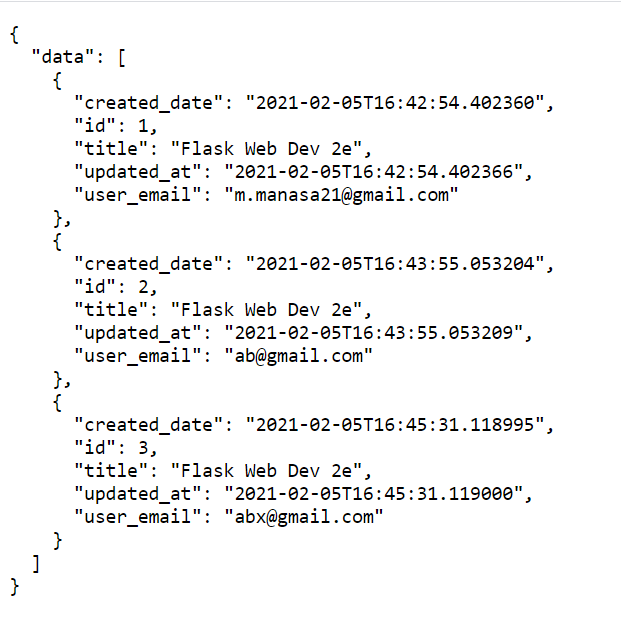 {
  "data": [
    {
      "created_date": "2021-02-05T16:42:54.402360",
      "id": 1,
      "title": "Flask Web Dev 2e",
      "updated_at": "2021-02-05T16:42:54.402366",
      "user_email": "m.manasa21@gmail.com"
    },
    {
      "created_date": "2021-02-05T16:43:55.053204",
      "id": 2,
      "title": "Flask Web Dev 2e",
      "updated_at": "2021-02-05T16:43:55.053209",
      "user_email": "ab@gmail.com"
    },
    {
      "created_date": "2021-02-05T16:45:31.118995",
      "id": 3,
      "title": "Flask Web Dev 2e",
      "updated_at": "2021-02-05T16:45:31.119000",
      "user_email": "abx@gmail.com"
    }
  ]
}